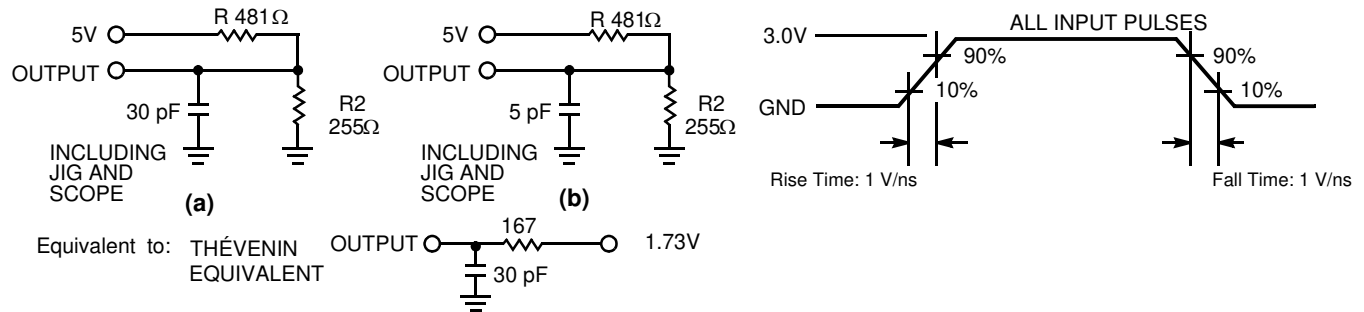 R 481Ω
5V
OUTPUT
30 pF
R2
255Ω
INCLUDING
JIG AND
SCOPE
(a)
R 481Ω
5V
OUTPUT
5 pF
R2
255Ω
INCLUDING
JIG AND
SCOPE
(b)
ALL INPUT PULSES
3.0V
90%
10%
GND
90%
10%
Rise Time: 1 V/ns
Fall Time: 1 V/ns
Equivalent to: THÉVENIN
EQUIVALENT
OUTPUT
167
1.73V
30 pF